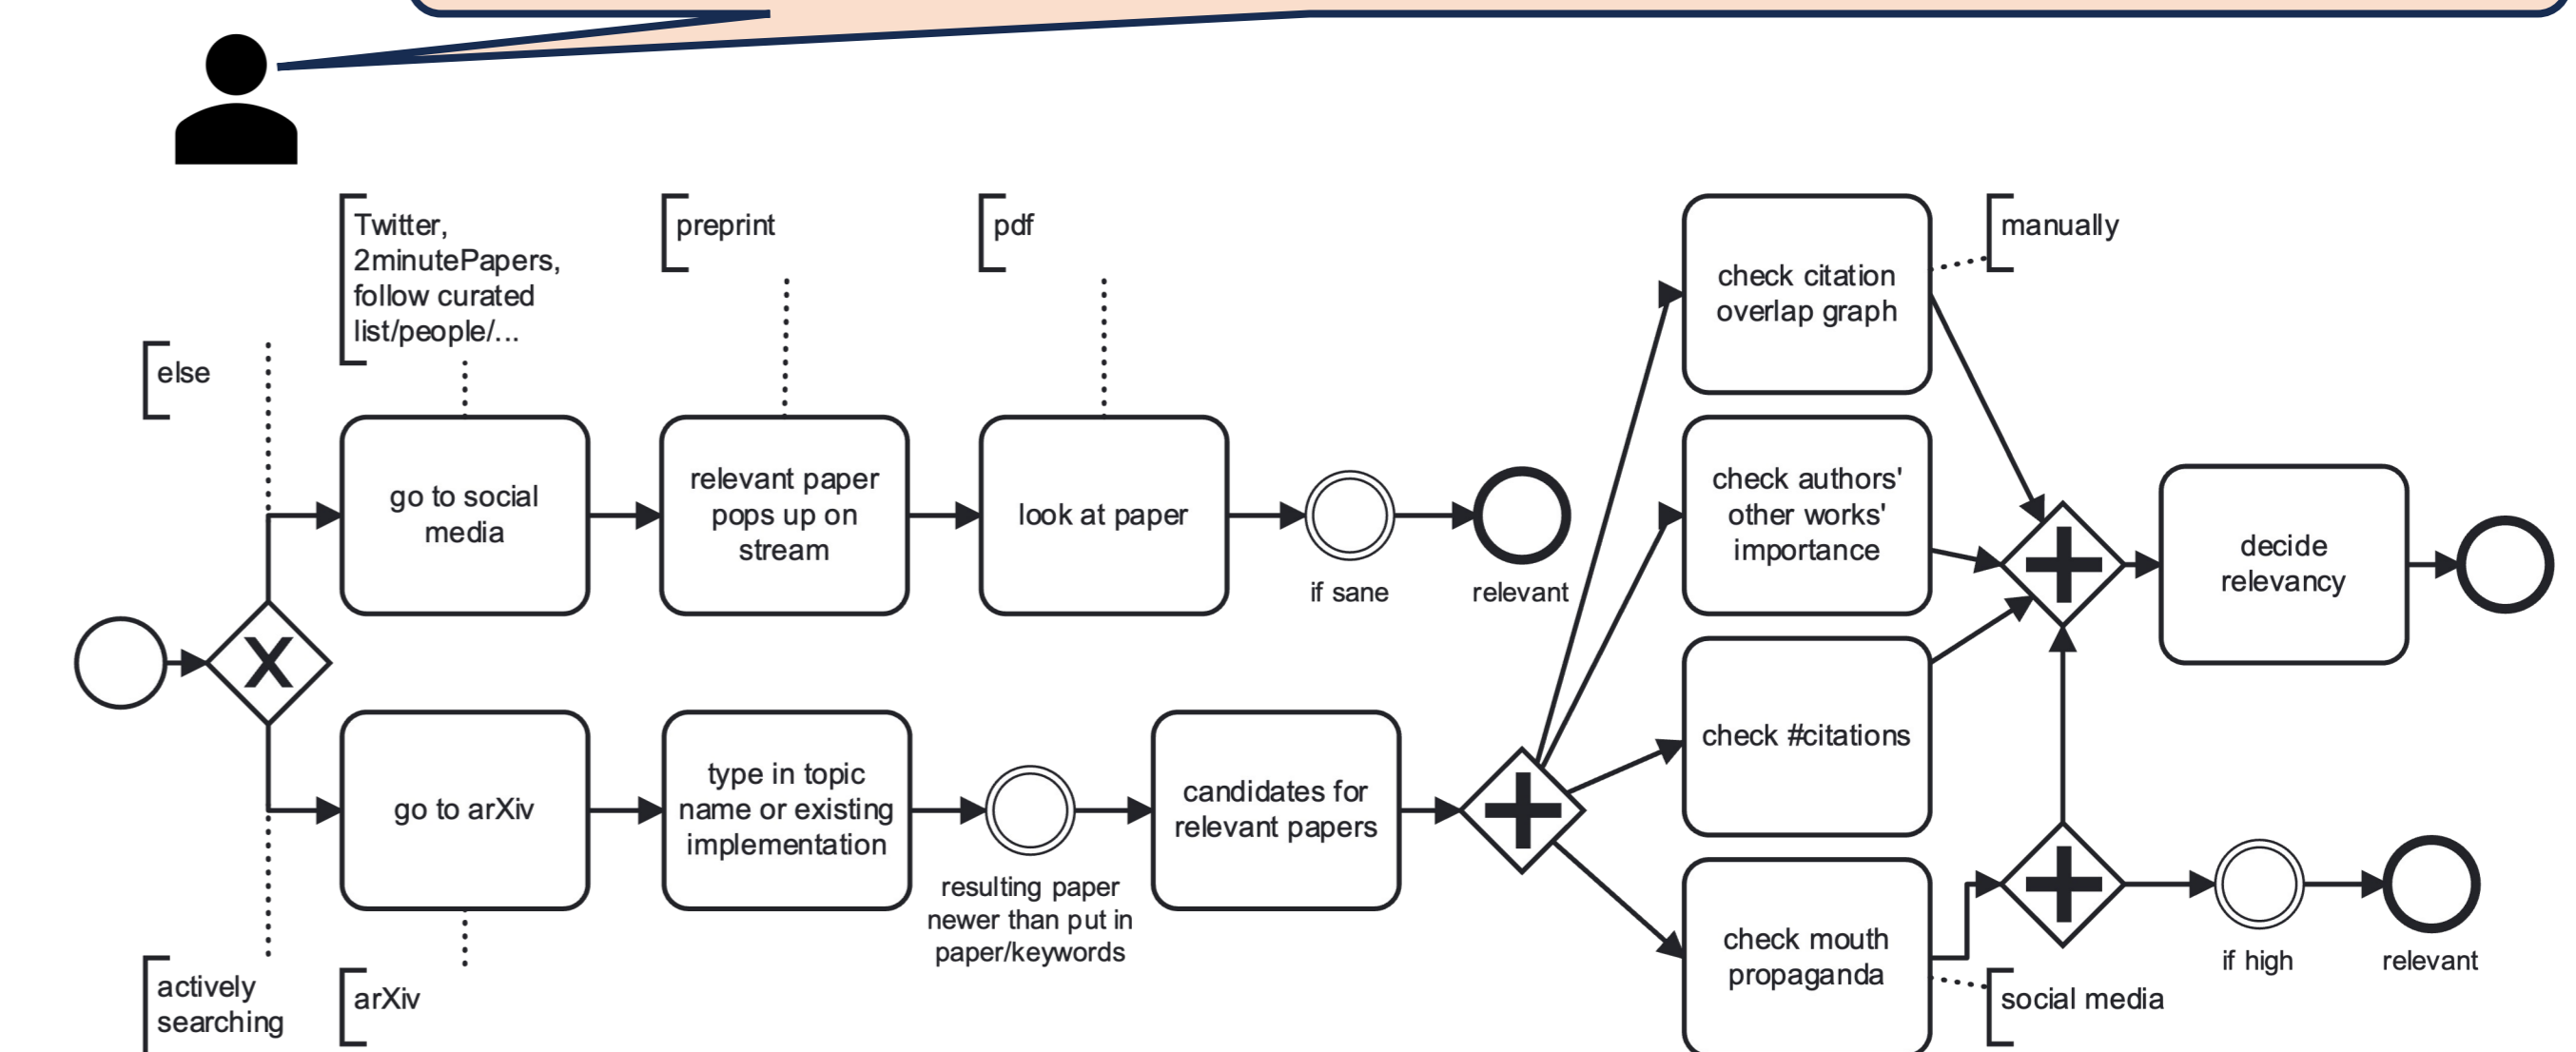 Twitter,
2minutePapers,
follow curated
list/people/...
preprint
pdf
manually
else
check citation
overlap graph
go to social
media
relevant paper
pops up on
stream
look at paper
if sane
relevant
check authors'
other works'
importance
decide
relevancy
X
go to arXiv
type in topic
name or existing
implementation
resulting paper
newer than put in
paper/keywords
candidates for
relevant papers
check #citations
check mouth
propaganda
if high
relevant
actively
searching
arXiv
social media